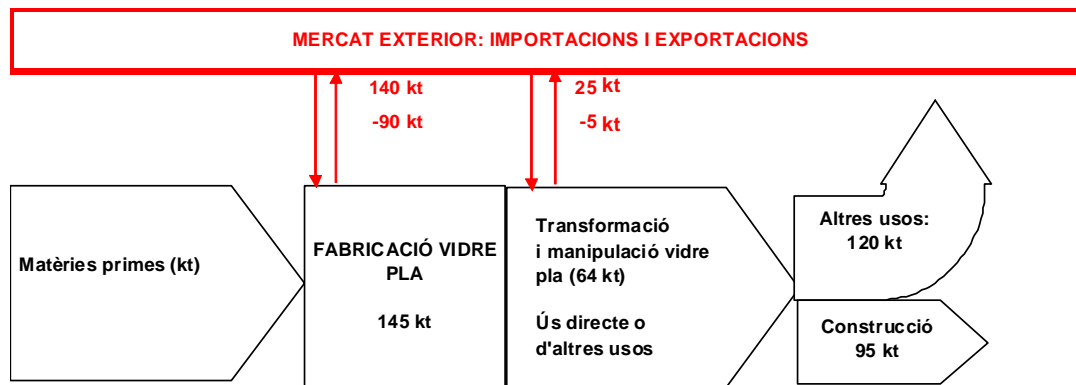 MERCAT EXTERIOR: IMPORTACIONS I EXPORTACIONS
140 kt
-90 kt
25 kt
-5 kt
Matèries primes (kt)
FABRICACIÓ VIDRE
PLA
145 kt
Transformació
i manipulació vidre
pla (64 kt)
Ús directe o
d'altres usos
Altres usos:
120 kt
Construcció
95 kt